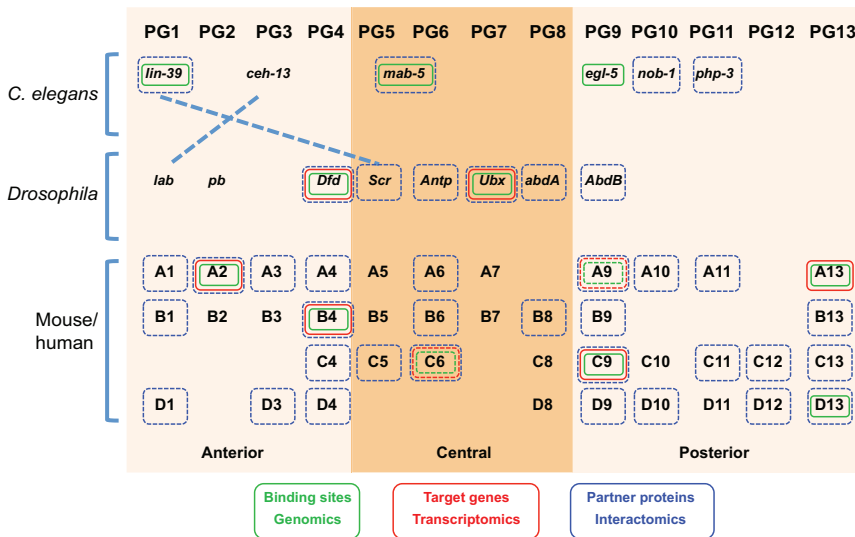 PG1 PG2 PG3 PG4 PG5 PG6 PG7 PG8 PG9 PG10 PG11 PG12 PG13
C. elegans
lin-39 ceh-13 mab-5 egl-5 nob-1 php-3
Drosophila
lab pb Dfd Scr Antp Ubx abdA AbdB
Mouse/
human
A1 A2 A3 A4 A5 A6 A7 A9 A10 A11 A13
B1 B2 B3 B4 B5 B6 B7 B8 B9 B13
C4 C5 C6 C8 C9 C10 C11 C12 C13
D1 D3 D4 D8 D9 D10 D11 D12 D13
Anterior Central Posterior
Binding sites Target genes Partner proteins
Genomics Transcriptomics Interactomics